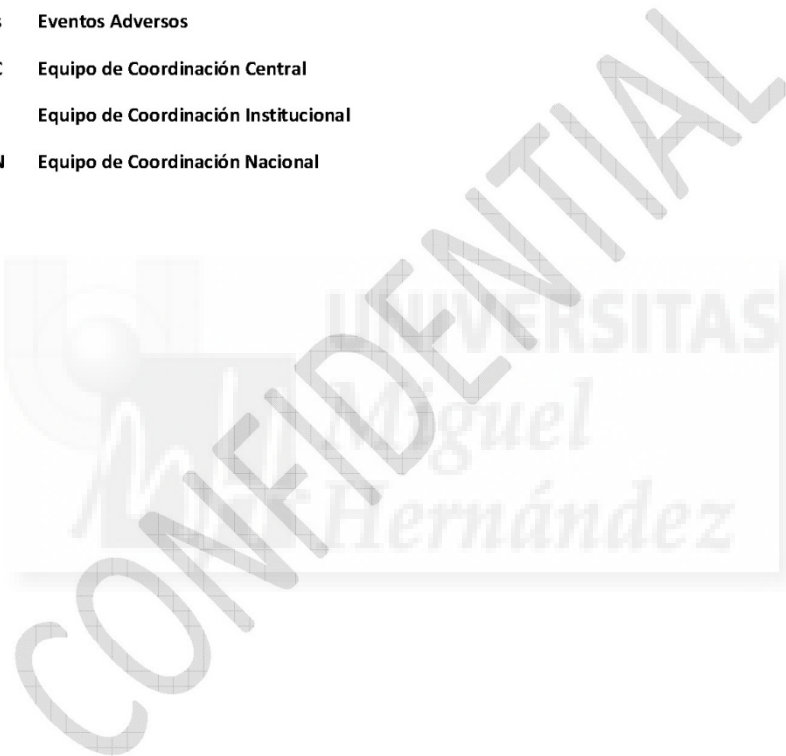 s Eventos Adversos
C Equipo de Coordinación Central
Equipo de Coordinación Institucional
N Equipo de Coordinación Nacional
UNIVERSITAS
Miguel
Hernández
CONFIDENTIAL